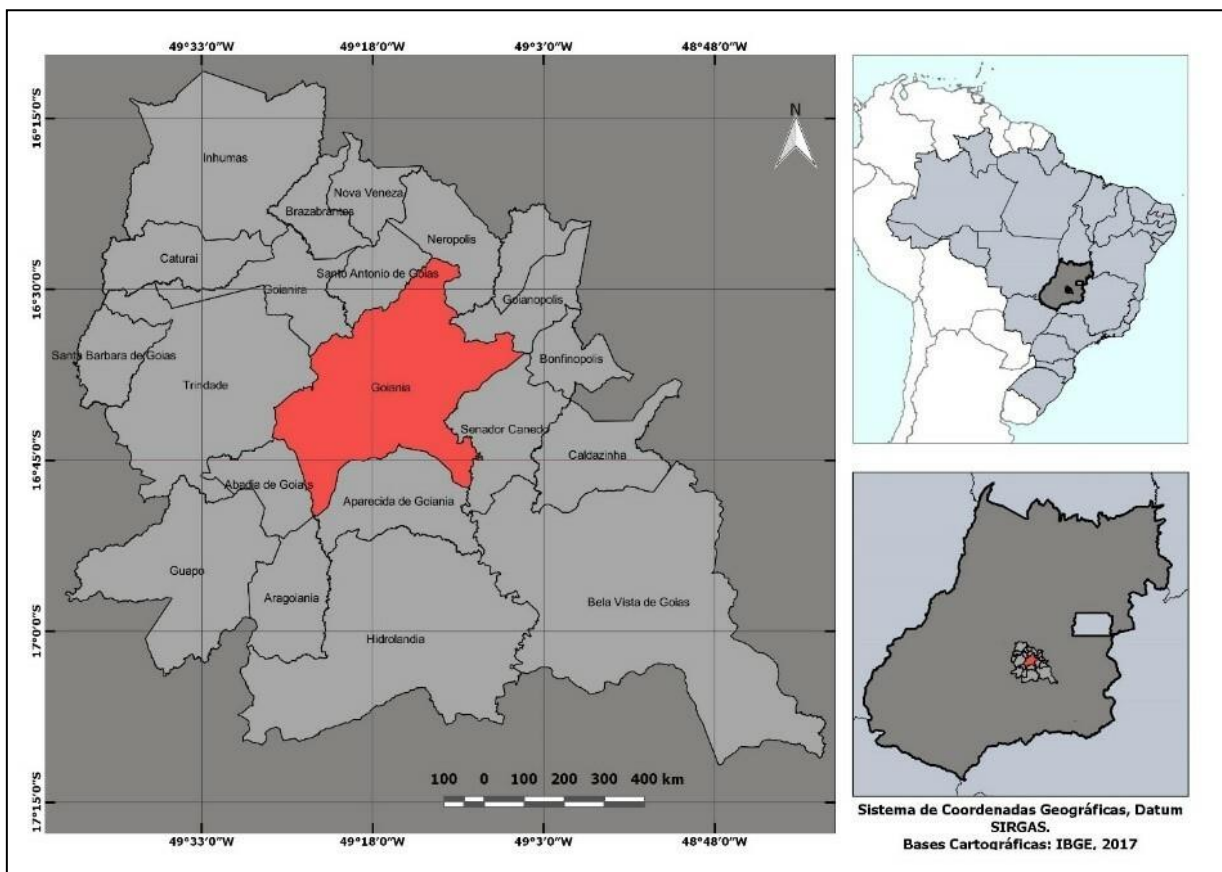 49°33'0"W 49°18'0"W 49°3'0"W 48°48'0"W
16°15'0"S
16°30'0"S
16°45'0"S
17°0'0"S
17°15'0"S
N
Inhumas
Nova Veneza
Brazabrantes
Neropolis
Caturai
Santo Antonio de Goias
Goianira
Goianopolis
Santa Barbara de Goias
Bonfinopolis
Trindade
Goiania
Senador Canedo
Caldazinha
Abadia de Goiais
Aparecida de Goiania
Guapo
Aragoiania
Bela Vista de Goias
Hidrolandia
100 0 100 200 300 400 km
49°33'0"W 49°18'0"W 49°3'0"W 48°48'0"W
Sistema de Coordenadas Geográficas, Datum
SIRGAS.
Bases Cartográficas: IBGE, 2017